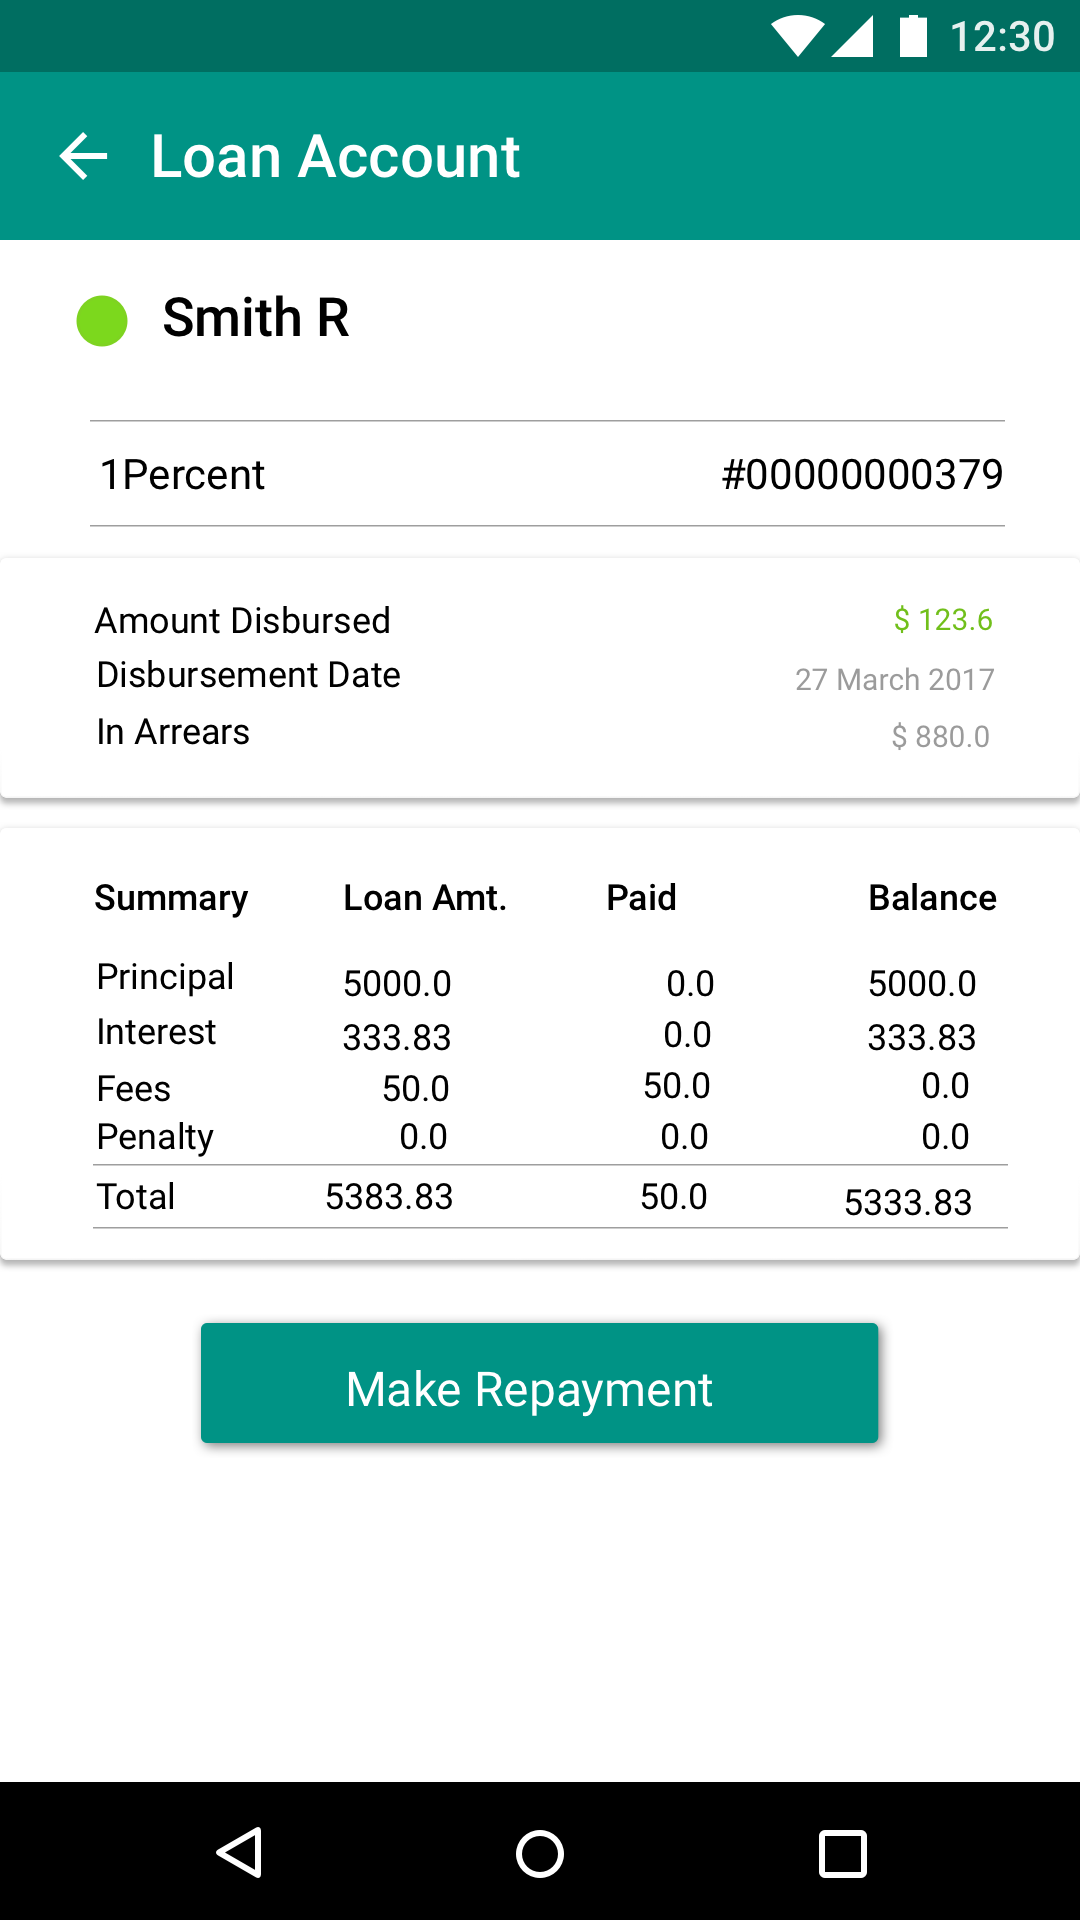 12:30
Loan Account
Smith R
1Percent #00000000379
Amount Disbursed $ 123.6
Disbursement Date 27 March 2017
In Arrears $ 880.0
Summary Loan Amt. Paid Balance
Principal 5000.0 0.0 5000.0
Interest 333.83 0.0 333.83
Fees 50.0 50.0 0.0
Penalty 0.0 0.0 0.0
Total 5383.83 50.0 5333.83
Make Repayment